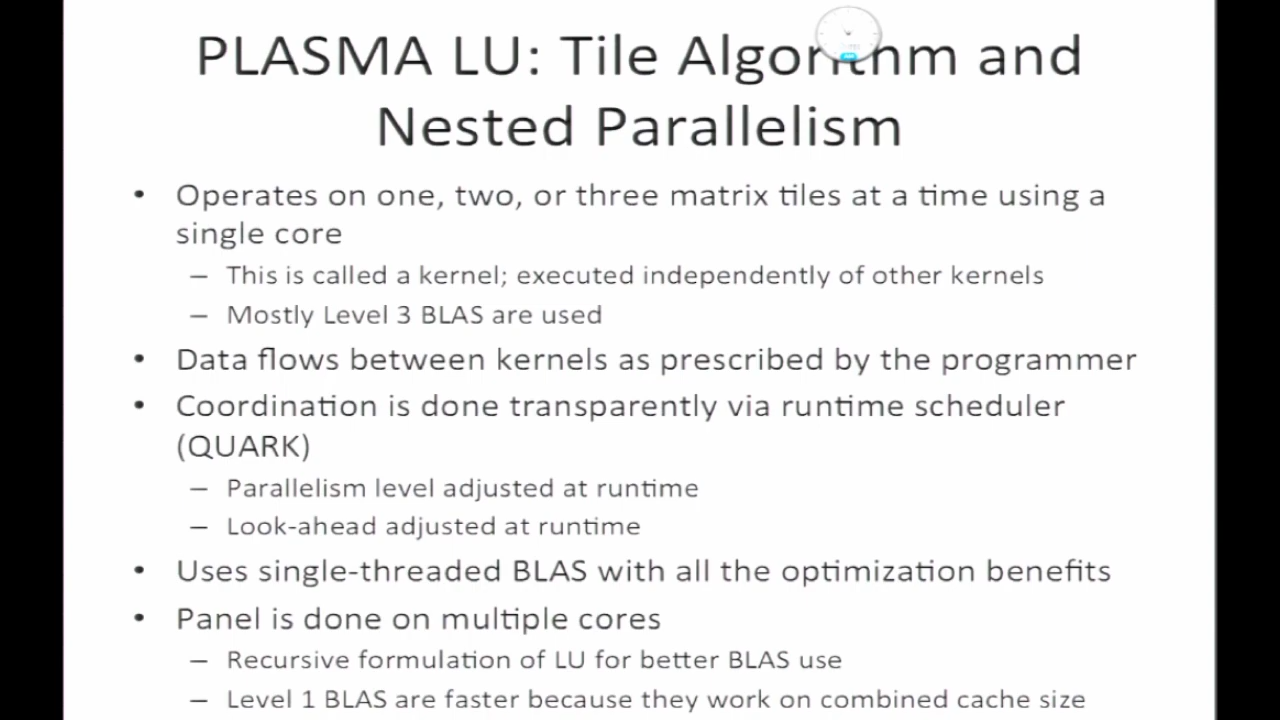 PLASMA LU: Tile Algorithm and
Nested Parallelism
• Operates on one, two, or three matrix tiles at a time using a
single core
– This is called a kernel; executed independently of other kernels
– Mostly Level 3 BLAS are used
• Data flows between kernels as prescribed by the programmer
• Coordination is done transparently via runtime scheduler
(QUARK)
– Parallelism level adjusted at runtime
– Look-ahead adjusted at runtime
• Uses single-threaded BLAS with all the optimization benefits
• Panel is done on multiple cores
– Recursive formulation of LU for better BLAS use
– Level 1 BLAS are faster because they work on combined cache size